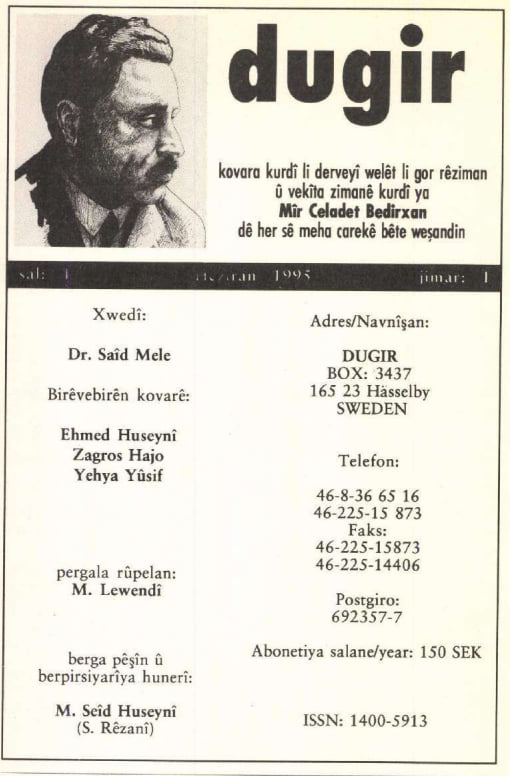 dugir
kovara kurdî li derveyî welêt li gor rêziman
û vekîta zimanê kurdî ya
Mîr Celadet Bedirxan
dê her sê meha carekê bête weşandin
sal: 1 Heziran 1995 jimar: 1
Xwedî:
Dr. Saîd Mele
Birêvebirên kovarê:
Ehmed Huseynî
Zagros Hajo
Yehya Yûsif
pergala rûpelan:
M. Lewendî
berga pêşîn û
berpirsiyarîya hunerî:
M. Seîd Huseynî
(S. Rêzanî)
Adres/Navnîşan:
DUGIR
BOX: 3437
165 23 Hässelby
SWEDEN
Telefon:
46-8-36 65 16
46-225-15 873
Faks:
46-225-15873
46-225-14406
Postgiro:
692357-7
Abonetiya salane/year: 150 SEK
ISSN: 1400-5913